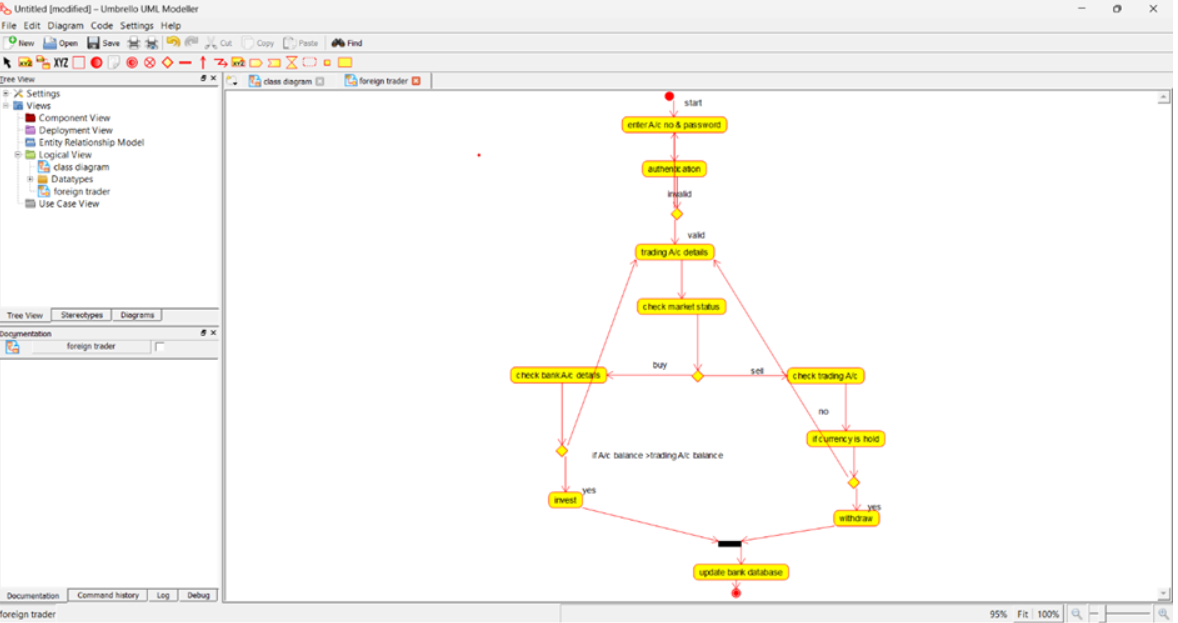 Untitled [modified] – Umbrello UML Modeller
File Edit Diagram Code Settings Help
New Open Save Cut Copy Paste Find
XYZ
Tree View
class diagram foreign trader
Settings
Views
Component View
Deployment View
Entity Relationship Model
Logical View
class diagram
Datatypes
foreign trader
Use Case View
Tree View Stereotypes Diagrams
Documentation
foreign trader
start
enter A/c no & password
authentication
invalid
valid
trading A/c details
check market status
buy
sell
check bank A/c details
check trading A/c
no
if currency is hold
if A/c balance >trading A/c balance
yes
invest
yes
withdraw
update bank database
Documentation Command history Log Debug
foreign trader
95% Fit 100%